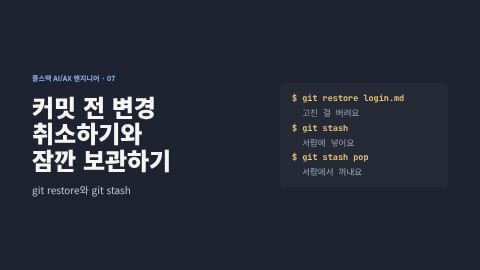 풀스택 AI/AX 엔지니어 · 07
커밋 전 변경
취소하기와
잠깐 보관하기
git restore와 git stash
$ git restore login.md
고친 걸 버려요
$ git stash
서랍에 넣어요
$ git stash pop
서랍에서 꺼내요